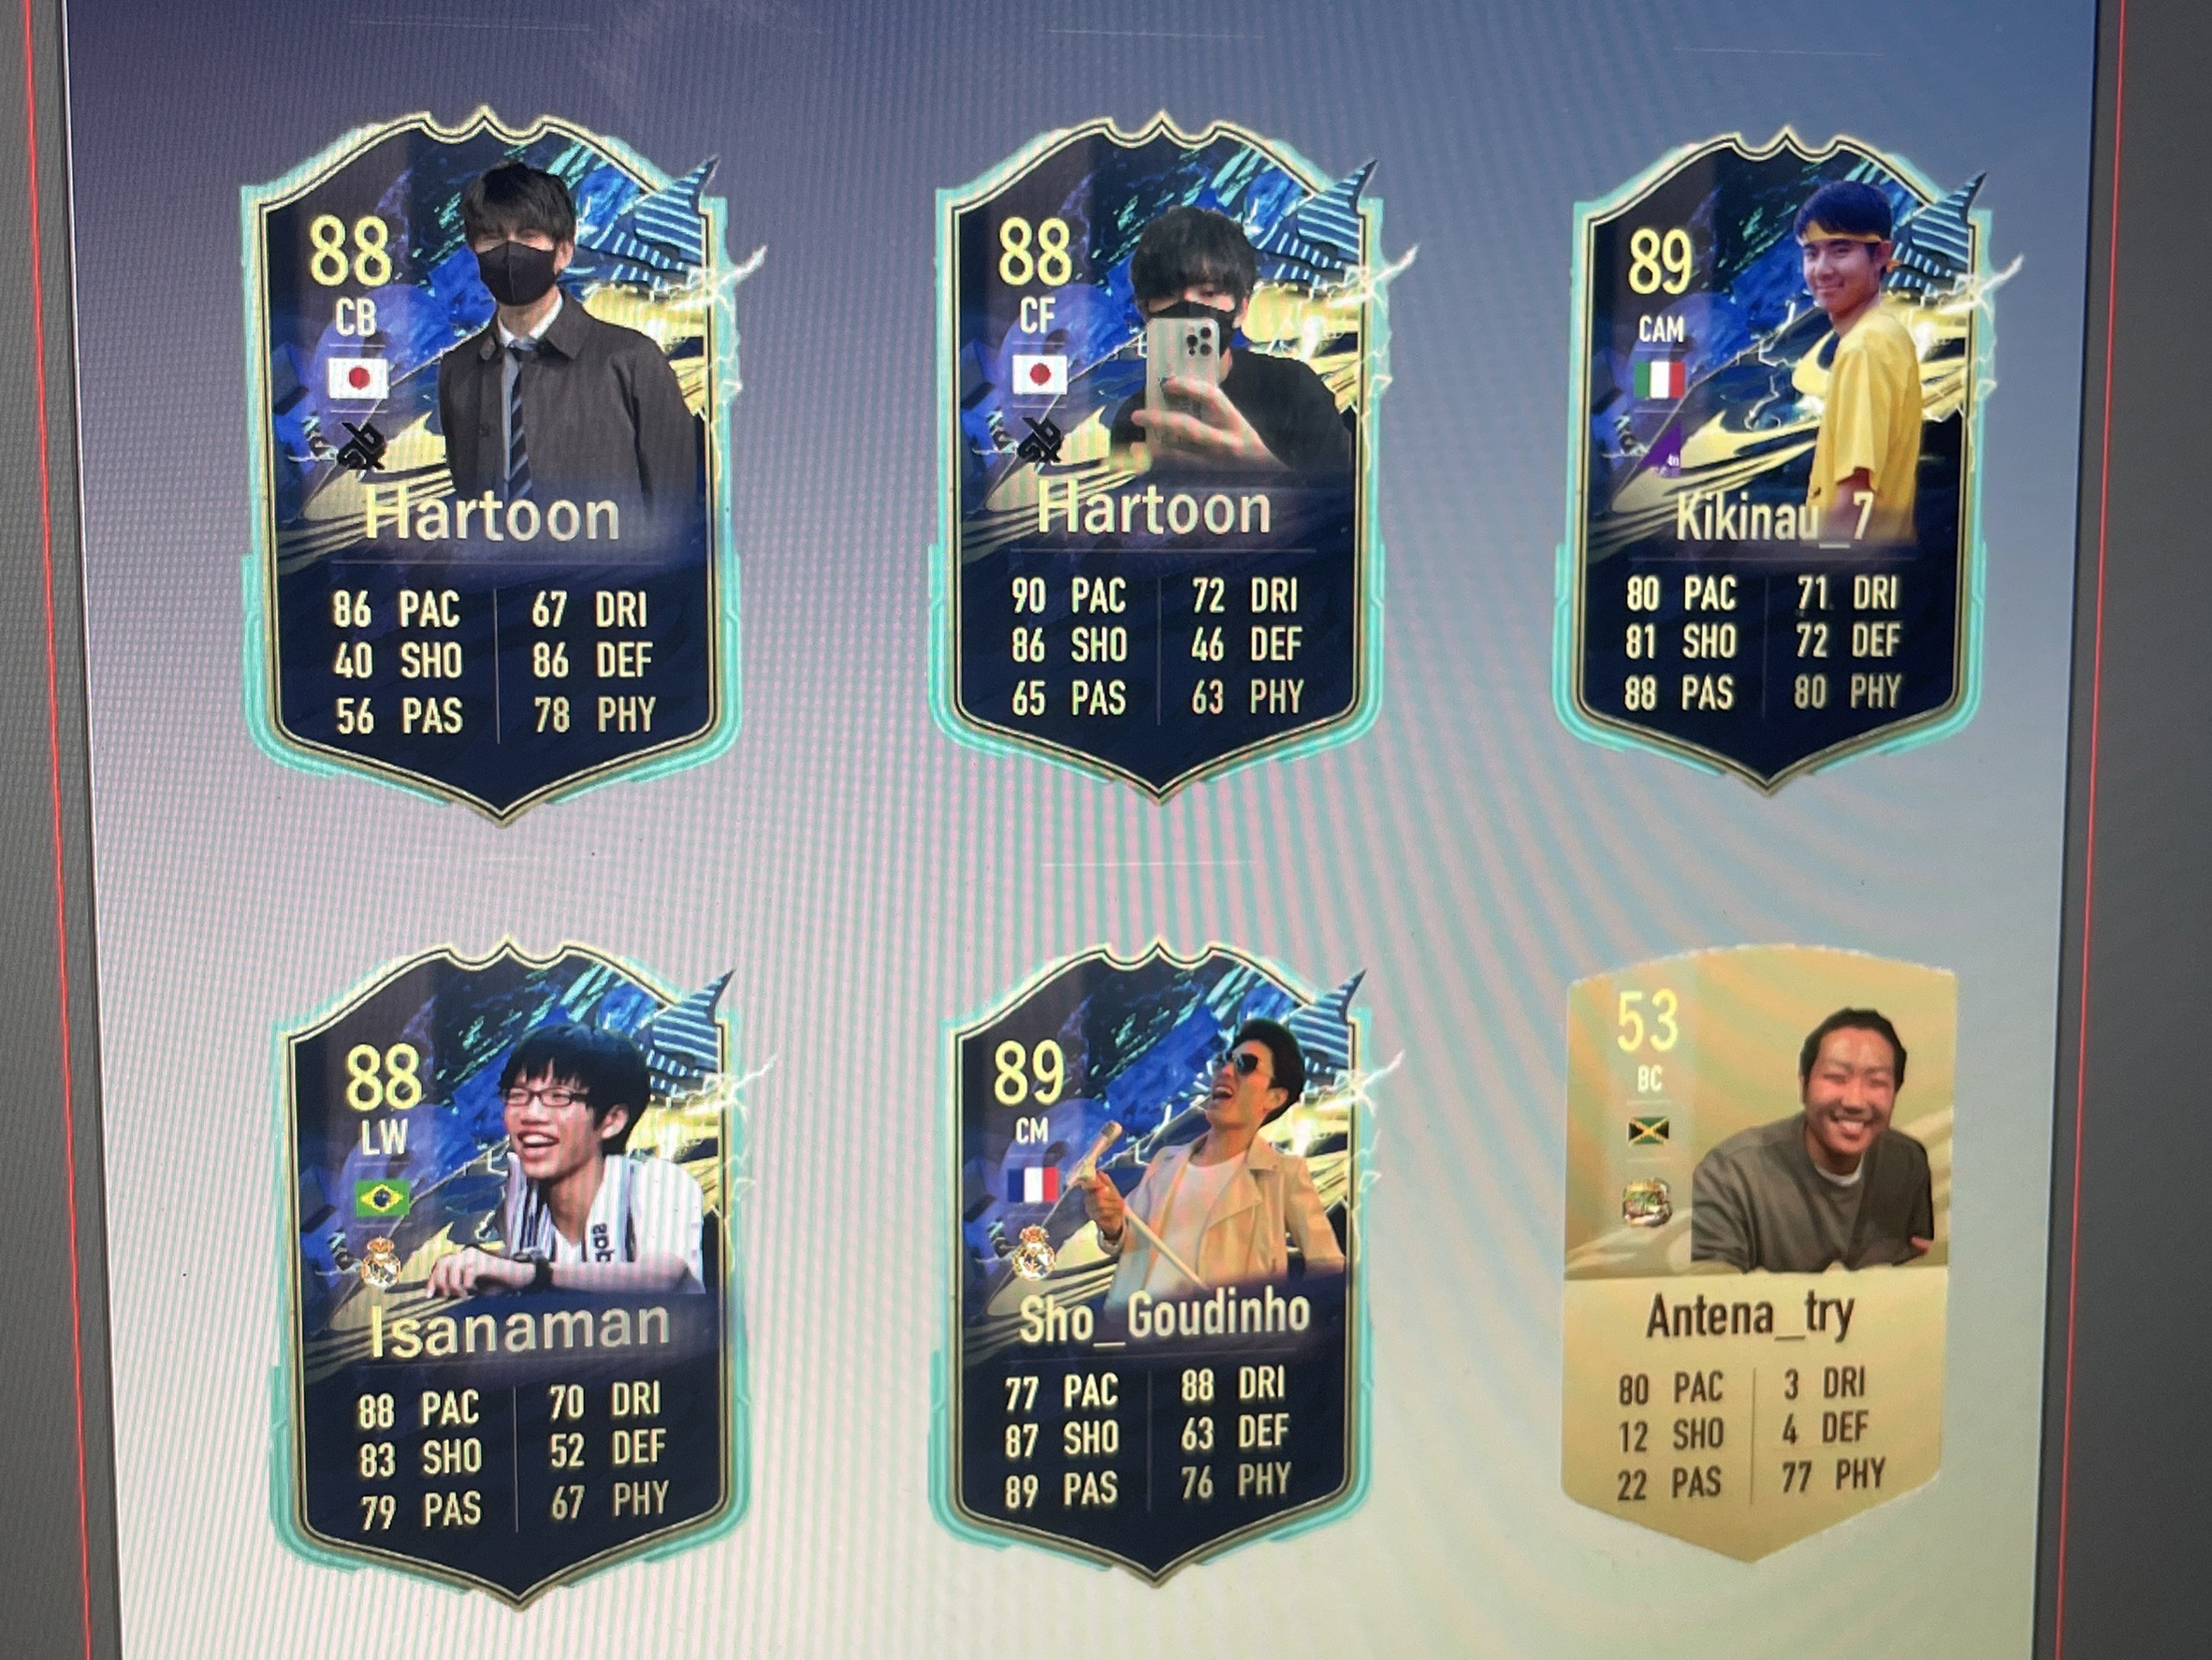 88
CB
Hartoon
86 PAC 67 DRI
40 SHO 86 DEF
56 PAS 78 PHY
88
CF
Hartoon
90 PAC 72 DRI
86 SHO 46 DEF
65 PAS 63 PHY
89
CAM
Kikinau_7
80 PAC 71 DRI
81 SHO 72 DEF
88 PAS 80 PHY
88
LW
Isanaman
88 PAC 70 DRI
83 SHO 52 DEF
79 PAS 67 PHY
89
CM
Sho_Goudinho
77 PAC 88 DRI
87 SHO 63 DEF
89 PAS 76 PHY
53
BC
Antena_try
80 PAC 3 DRI
12 SHO 4 DEF
22 PAS 77 PHY